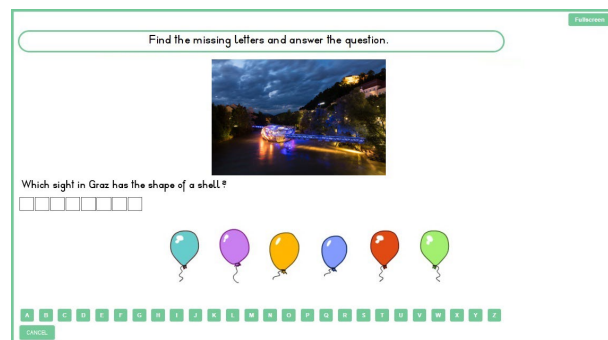 Fullscreen
Find the missing letters and answer the question.
Which sight in Graz has the shape of a shell?
A B C D E F G H I J K L M N O P Q R S T U V W X Y Z
CANCEL